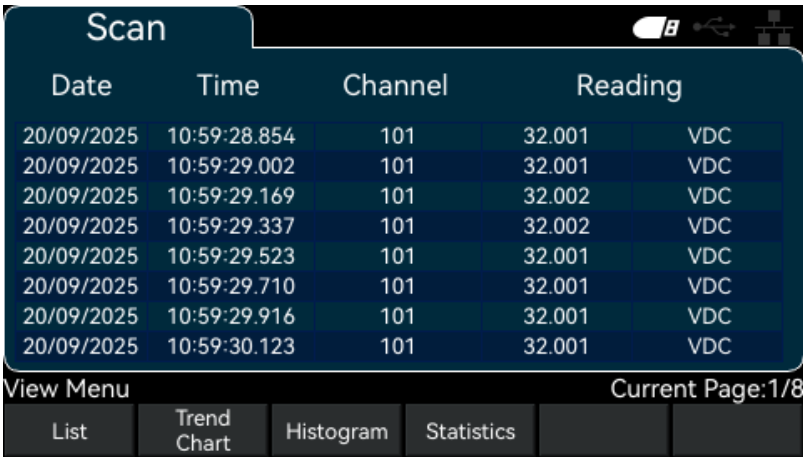 Scan
Date Time Channel Reading
20/09/2025 10:59:28.854 101 32.001 VDC
20/09/2025 10:59:29.002 101 32.001 VDC
20/09/2025 10:59:29.169 101 32.002 VDC
20/09/2025 10:59:29.337 101 32.002 VDC
20/09/2025 10:59:29.523 101 32.001 VDC
20/09/2025 10:59:29.710 101 32.001 VDC
20/09/2025 10:59:29.916 101 32.001 VDC
20/09/2025 10:59:30.123 101 32.001 VDC
View Menu Current Page:1/8
List Trend Chart Histogram Statistics